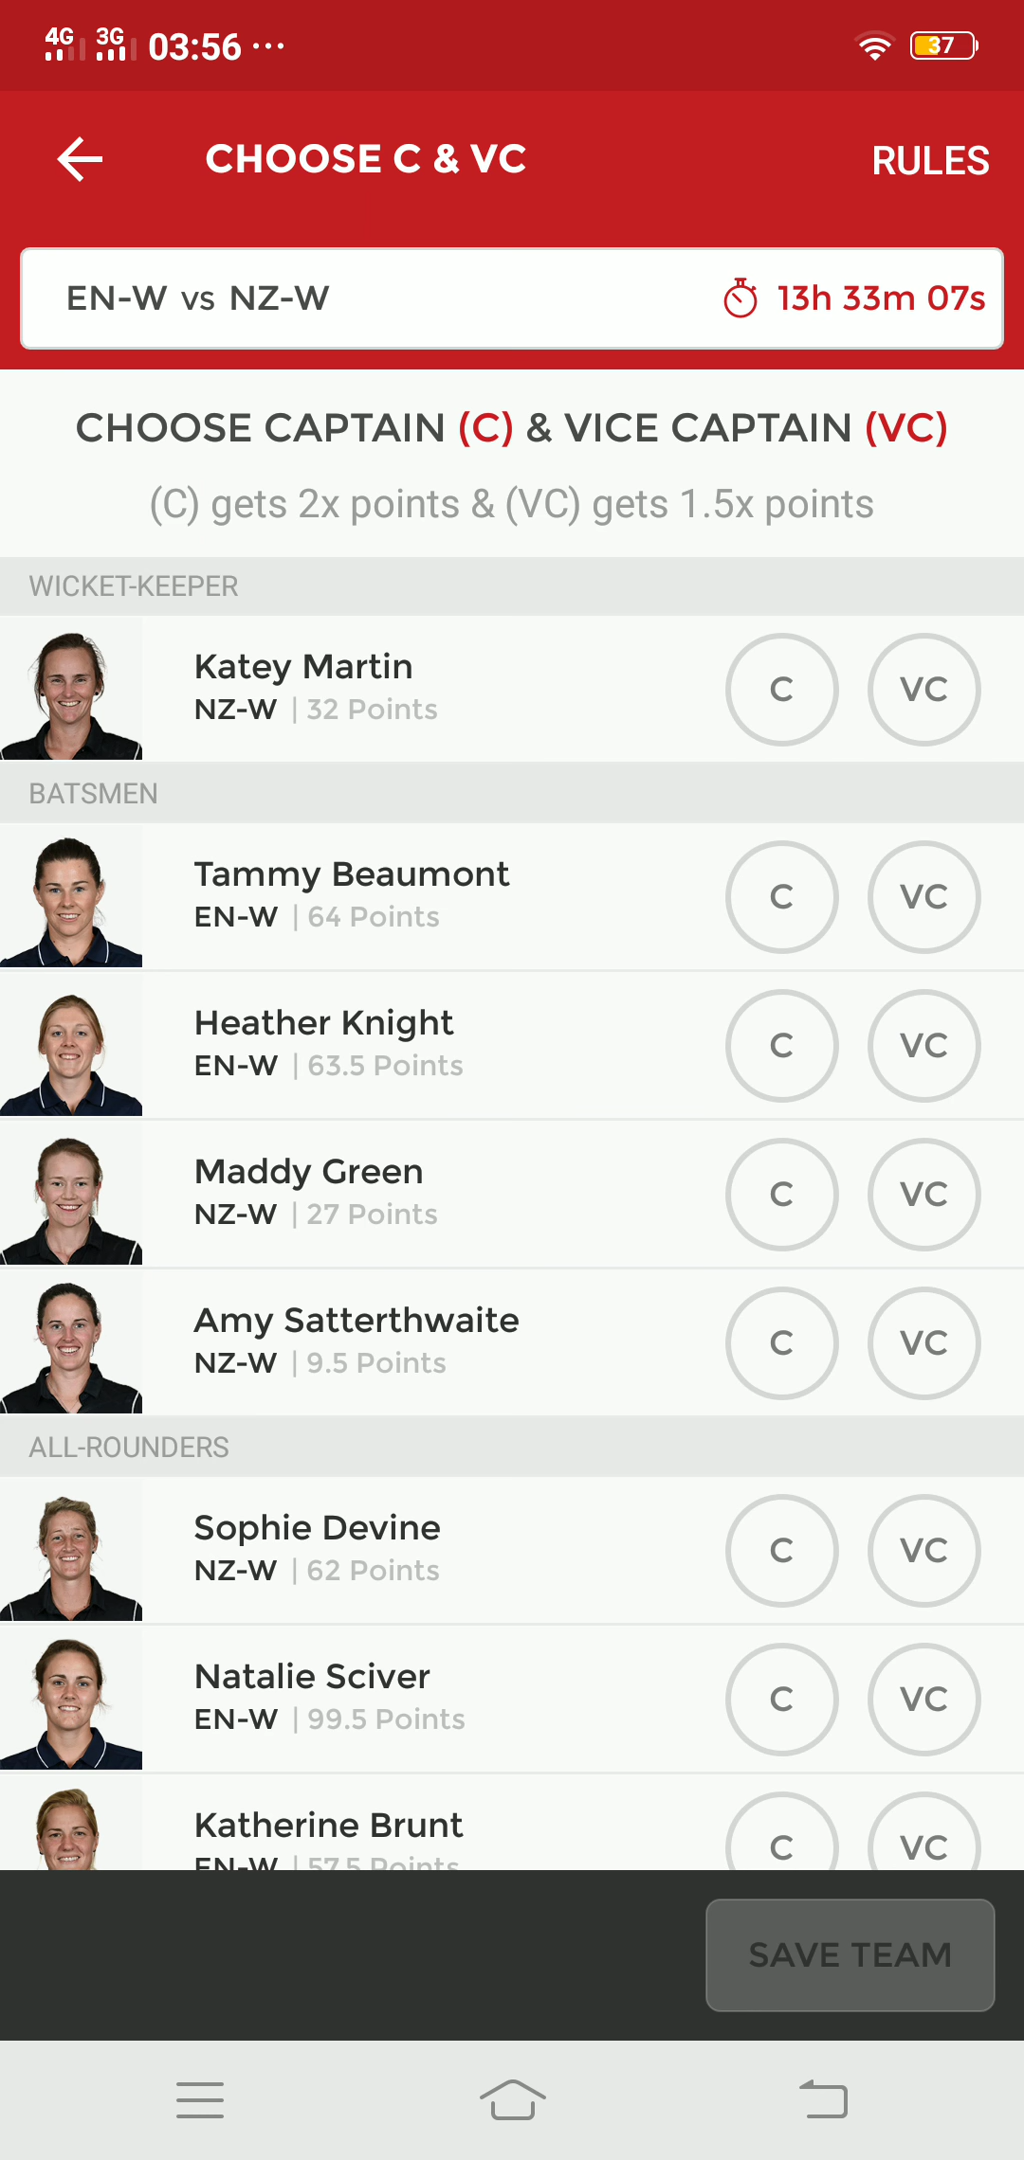 4G 3G 03:56 ... 37
CHOOSE C & VC RULES
EN-W vs NZ-W 13h 33m 07s
CHOOSE CAPTAIN (C) & VICE CAPTAIN (VC)
(C) gets 2x points & (VC) gets 1.5x points
WICKET-KEEPER
Katey Martin
NZ-W | 32 Points C VC
BATSMEN
Tammy Beaumont
EN-W | 64 Points C VC
Heather Knight
EN-W | 63.5 Points C VC
Maddy Green
NZ-W | 27 Points C VC
Amy Satterthwaite
NZ-W | 9.5 Points C VC
ALL-ROUNDERS
Sophie Devine
NZ-W | 62 Points C VC
Natalie Sciver
EN-W | 99.5 Points C VC
Katherine Brunt
EN-W | 57.5 Points C VC
SAVE TEAM